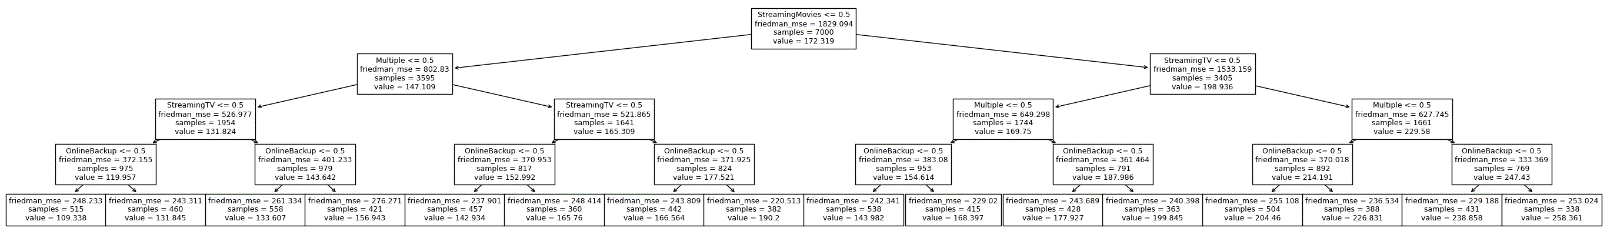 StreamingMovies <= 0.5
friedman_mse = 1829.094
samples = 7000
value = 172.319
Multiple <= 0.5
friedman_mse = 802.83
samples = 3595
value = 147.109
StreamingTV <= 0.5
friedman_mse = 1533.159
samples = 3405
value = 198.936
StreamingTV <= 0.5
friedman_mse = 526.977
samples = 1954
value = 131.824
StreamingTV <= 0.5
friedman_mse = 521.865
samples = 1641
value = 165.309
Multiple <= 0.5
friedman_mse = 649.298
samples = 1744
value = 169.75
Multiple <= 0.5
friedman_mse = 627.745
samples = 1661
value = 229.58
OnlineBackup <= 0.5
friedman_mse = 372.155
samples = 975
value = 119.957
OnlineBackup <= 0.5
friedman_mse = 401.233
samples = 979
value = 143.642
OnlineBackup <= 0.5
friedman_mse = 370.953
samples = 817
value = 152.992
OnlineBackup <= 0.5
friedman_mse = 371.925
samples = 824
value = 177.521
OnlineBackup <= 0.5
friedman_mse = 383.08
samples = 953
value = 154.614
OnlineBackup <= 0.5
friedman_mse = 361.464
samples = 791
value = 187.986
OnlineBackup <= 0.5
friedman_mse = 370.018
samples = 892
value = 214.191
OnlineBackup <= 0.5
friedman_mse = 333.369
samples = 769
value = 247.43
friedman_mse = 248.233
samples = 515
value = 109.338
friedman_mse = 243.311
samples = 460
value = 131.845
friedman_mse = 261.334
samples = 558
value = 133.607
friedman_mse = 276.271
samples = 421
value = 156.943
friedman_mse = 237.901
samples = 457
value = 142.934
friedman_mse = 248.414
samples = 360
value = 165.76
friedman_mse = 243.809
samples = 442
value = 166.564
friedman_mse = 220.513
samples = 382
value = 190.2
friedman_mse = 242.341
samples = 538
value = 143.982
friedman_mse = 229.02
samples = 415
value = 168.397
friedman_mse = 243.689
samples = 428
value = 177.927
friedman_mse = 240.398
samples = 363
value = 199.845
friedman_mse = 255.108
samples = 504
value = 204.46
friedman_mse = 236.534
samples = 388
value = 226.831
friedman_mse = 229.188
samples = 431
value = 238.858
friedman_mse = 253.024
samples = 338
value = 258.361